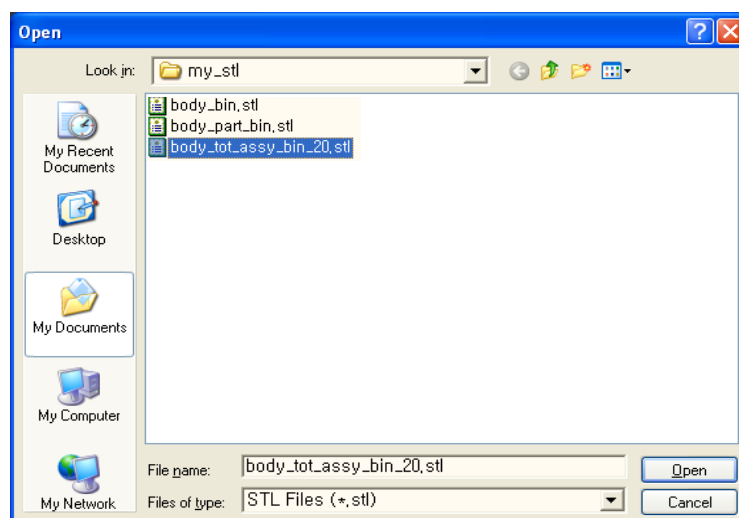 Open
Look in: my_stl
body_bin.stl
body_part_bin.stl
body_tot_assy_bin_20.stl
My Recent
Documents
Desktop
My Documents
My Computer
My Network
File name: body_tot_assy_bin_20.stl
Open
Files of type: STL Files (*.stl)
Cancel